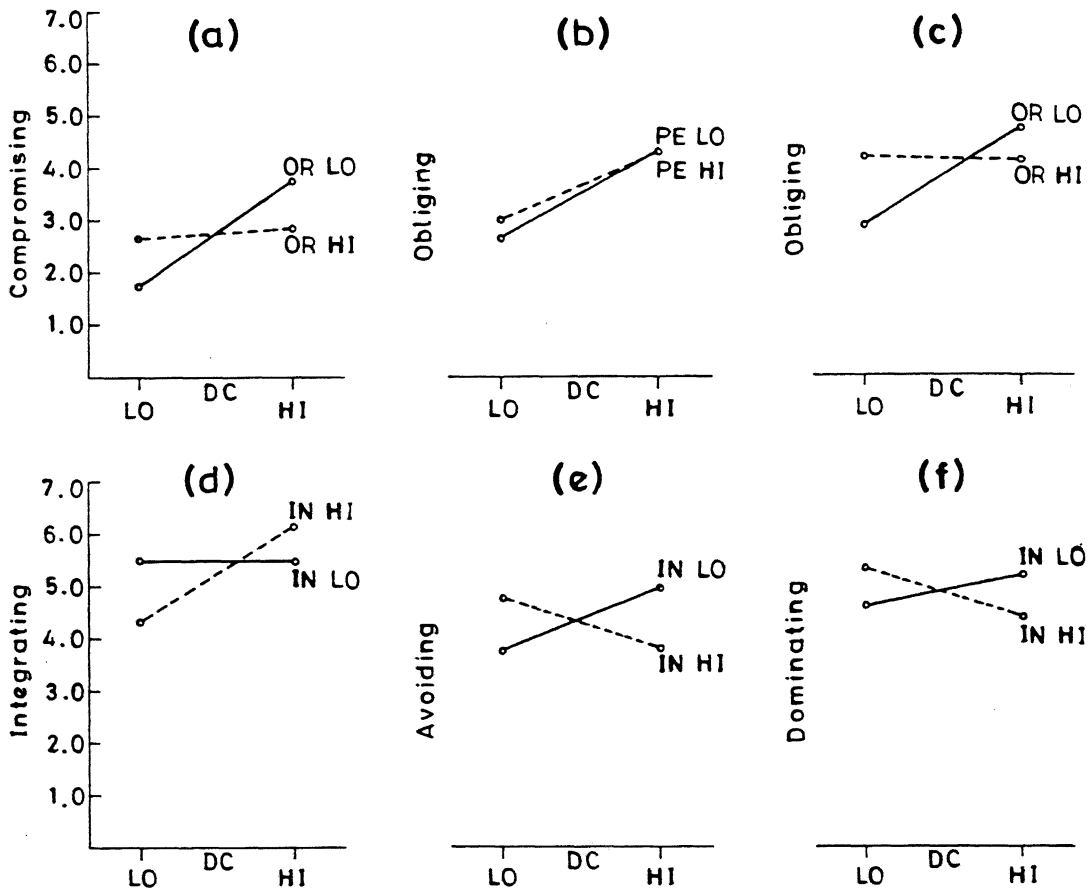 (a)
7.0
6.0
5.0
4.0
3.0
2.0
1.0
Compromising
OR LO
OR HI
LO
DC
HI
(b)
Obliging
PE LO
PE HI
LO
DC
HI
(c)
Obliging
OR LO
OR HI
LO
DC
HI
(d)
7.0
6.0
5.0
4.0
3.0
2.0
1.0
Integrating
IN HI
IN LO
LO
DC
HI
(e)
Avoiding
IN LO
IN HI
LO
DC
HI
(f)
Dominating
IN LO
IN HI
LO
DC
HI